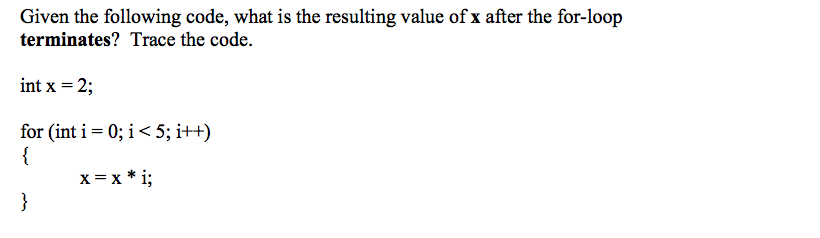 Given the following code, what is the resulting value of x after the for-loop
terminates? Trace the code.
int x = 2;
for (int i = 0; i < 5; i++)
{
x = x * i;
}